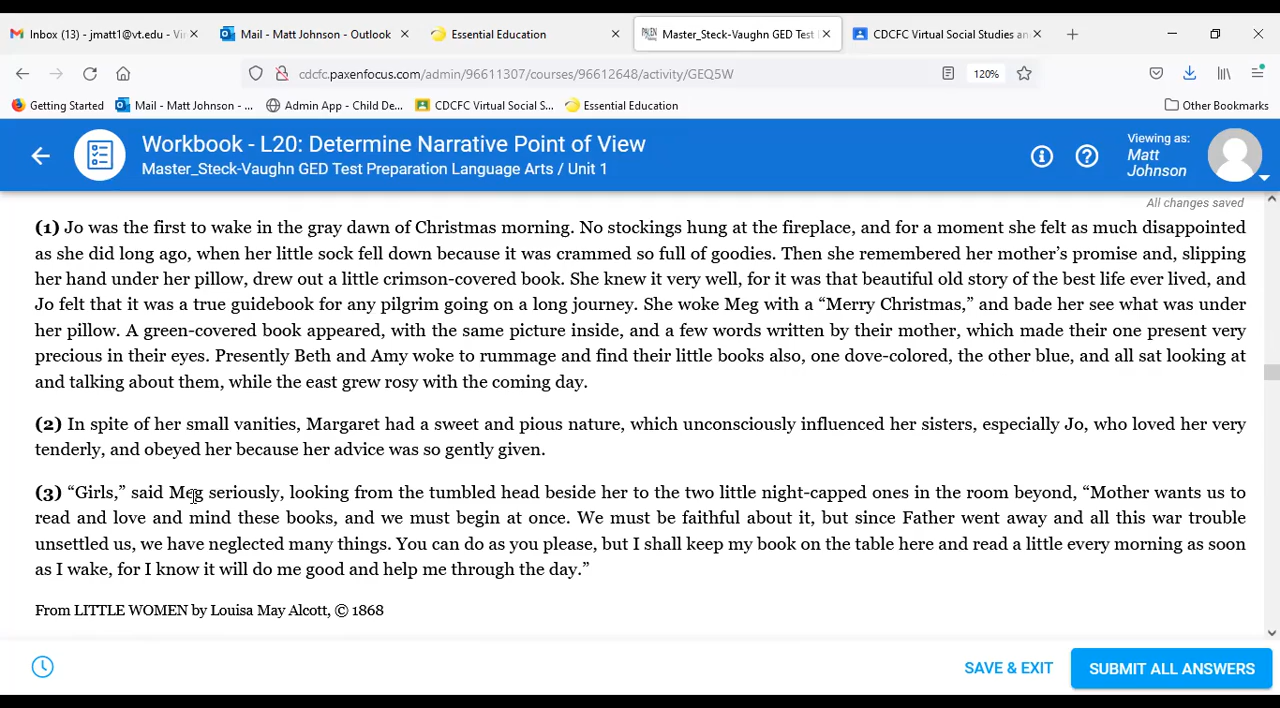 Inbox (13) - jmatt1@vt.edu - Vir
Mail - Matt Johnson - Outlook
Essential Education
Master_Steck-Vaughn GED Test
CDCFC Virtual Social Studies an
cdcfc.paxenfocus.com/admin/96611307/courses/96612648/activity/GEQ5W
120%
Getting Started
Mail - Matt Johnson - ...
Admin App - Child De...
CDCFC Virtual Social S...
Essential Education
Other Bookmarks
Workbook - L20: Determine Narrative Point of View
Master_Steck-Vaughn GED Test Preparation Language Arts / Unit 1
Viewing as:
Matt
Johnson
All changes saved
(1) Jo was the first to wake in the gray dawn of Christmas morning. No stockings hung at the fireplace, and for a moment she felt as much disappointed
as she did long ago, when her little sock fell down because it was crammed so full of goodies. Then she remembered her mother's promise and, slipping
her hand under her pillow, drew out a little crimson-covered book. She knew it very well, for it was that beautiful old story of the best life ever lived, and
Jo felt that it was a true guidebook for any pilgrim going on a long journey. She woke Meg with a “Merry Christmas,” and bade her see what was under
her pillow. A green-covered book appeared, with the same picture inside, and a few words written by their mother, which made their one present very
precious in their eyes. Presently Beth and Amy woke to rummage and find their little books also, one dove-colored, the other blue, and all sat looking at
and talking about them, while the east grew rosy with the coming day.
(2) In spite of her small vanities, Margaret had a sweet and pious nature, which unconsciously influenced her sisters, especially Jo, who loved her very
tenderly, and obeyed her because her advice was so gently given.
(3) “Girls,” said Meg seriously, looking from the tumbled head beside her to the two little night-capped ones in the room beyond, “Mother wants us to
read and love and mind these books, and we must begin at once. We must be faithful about it, but since Father went away and all this war trouble
unsettled us, we have neglected many things. You can do as you please, but I shall keep my book on the table here and read a little every morning as soon
as I wake, for I know it will do me good and help me through the day.”
From LITTLE WOMEN by Louisa May Alcott, © 1868
SAVE & EXIT
SUBMIT ALL ANSWERS